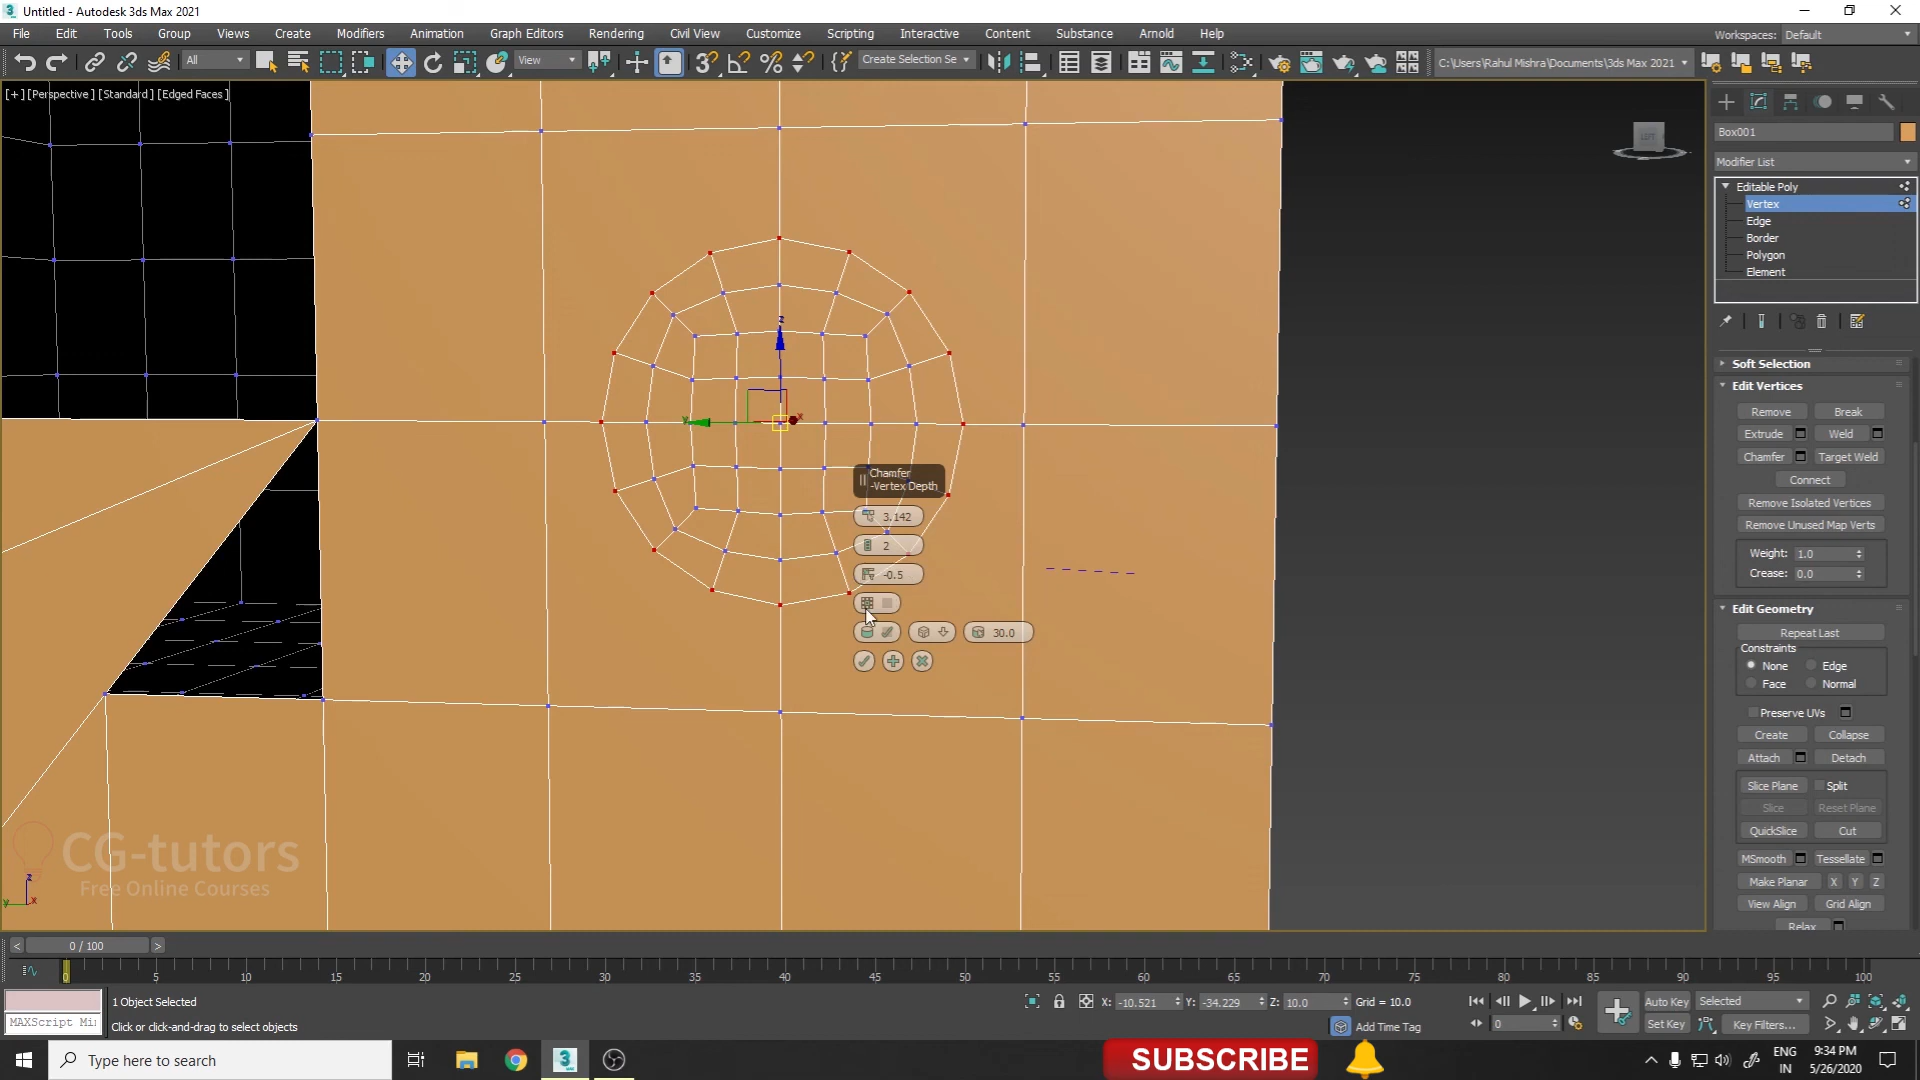 Untitled - Autodesk 3ds Max 2021
File Edit Tools Group Views Create Modifiers Animation Graph Editors Rendering Civil View Customize Scripting Interactive Content Substance Arnold Help
Workspaces: Default
All
View
Create Selection Se
C:\Users\Rahul Mishra\Documents\3ds Max 2021
[+] [Perspective ] [Standard ] [Edged Faces ]
LEFT
Box001
Modifier List
Editable Poly
Vertex
Edge
Border
Polygon
Element
Soft Selection
Edit Vertices
Remove Break
Extrude Weld
Chamfer Target Weld
Connect
Remove Isolated Vertices
Remove Unused Map Verts
Weight: 1.0
Crease: 0.0
Edit Geometry
Repeat Last
Constraints
None Edge
Face Normal
Preserve UVs
Create Collapse
Attach Detach
Slice Plane Split
Slice Reset Plane
QuickSlice Cut
MSmooth Tessellate
Make Planar X Y Z
View Align Grid Align
Relax
z
y
x
Chamfer
-Vertex Depth
3.142
2
-0.5
30.0
CG-tutors
Free Online Courses
z
y
x
< 0 / 100 >
0 5 10 15 20 25 30 35 40 45 50 55 60 65 70 75 80 85 90 95 100
1 Object Selected
MAXScript Mi
Click or click-and-drag to select objects
X: -10.521 Y: -34.229 Z: 10.0 Grid = 10.0
Add Time Tag
0
Auto Key Selected
Set Key Key Filters...
Type here to search
SUBSCRIBE
ENG
IN
9:34 PM
5/26/2020